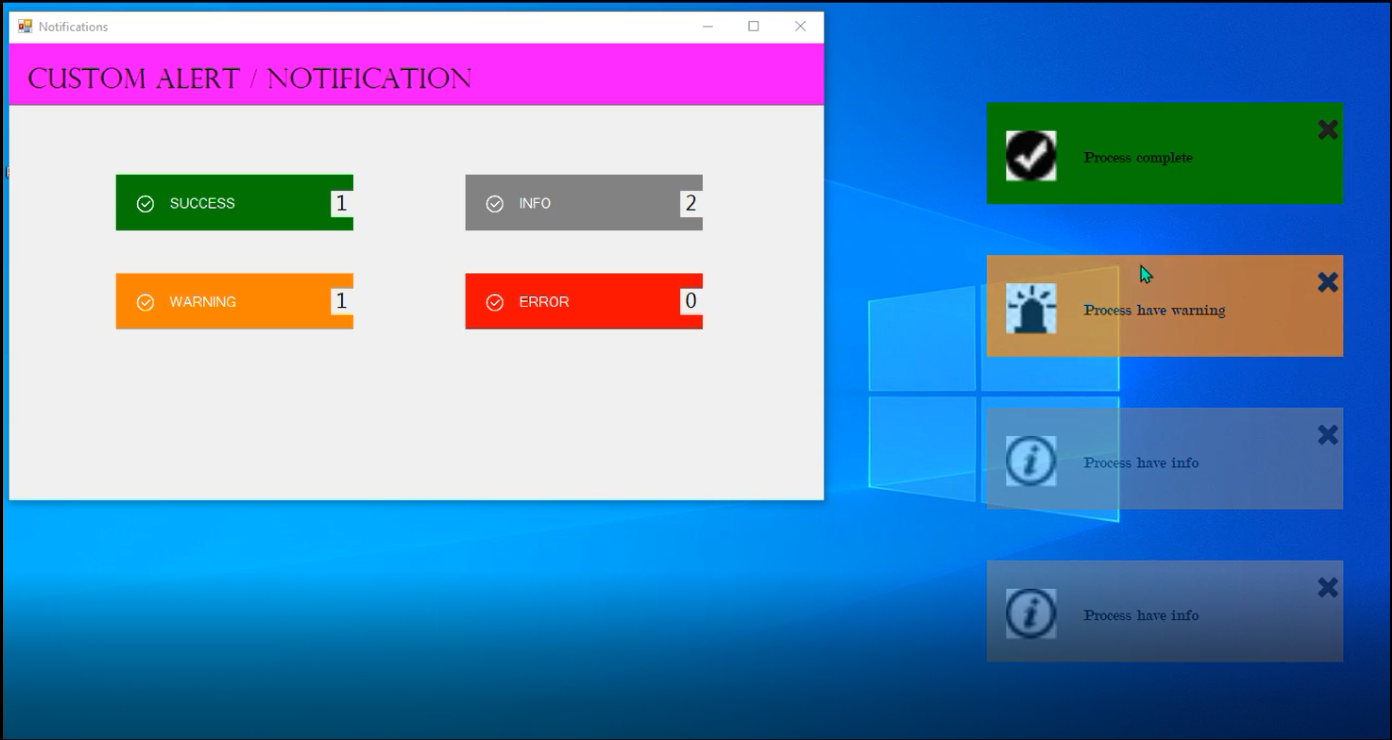 Notifications
CUSTOM ALERT / NOTIFICATION
SUCCESS 1
INFO 2
WARNING 1
ERROR 0
Process complete
Process have warning
Process have info
Process have info